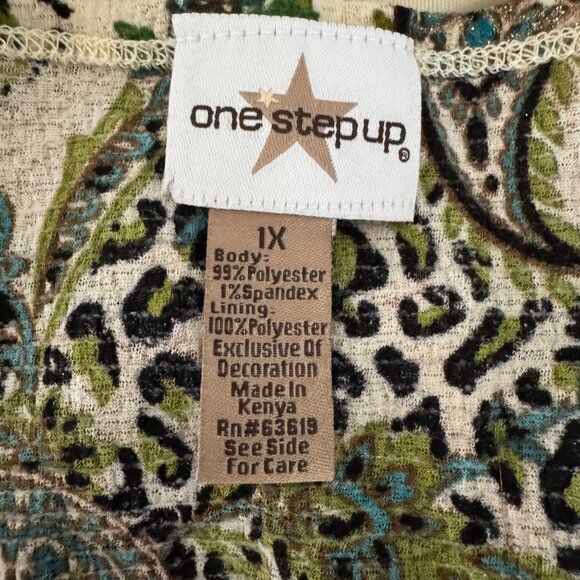 one step up
1X
Body:
99%Polyester
1%Spandex
Lining:
100%Polyester
Exclusive Of
Decoration
Made In
Kenya
Rn#63619
See Side
For Care